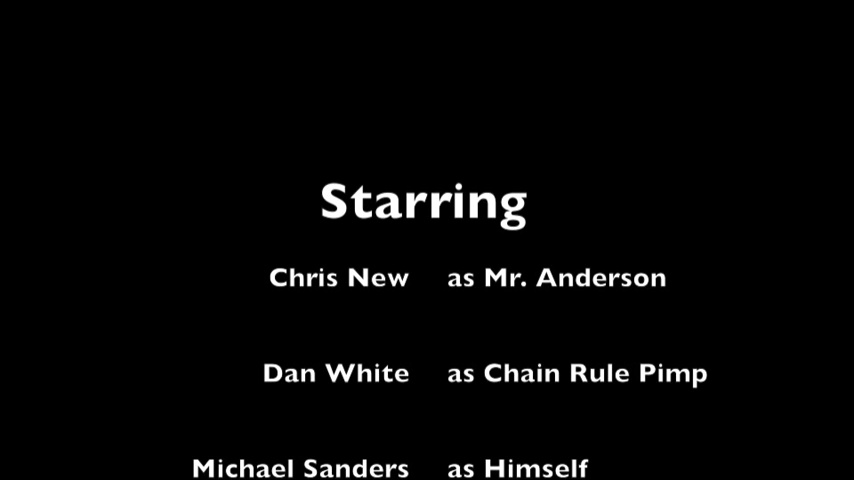 Starring
Chris New as Mr. Anderson
Dan White as Chain Rule Pimp
Michael Sanders as Himself